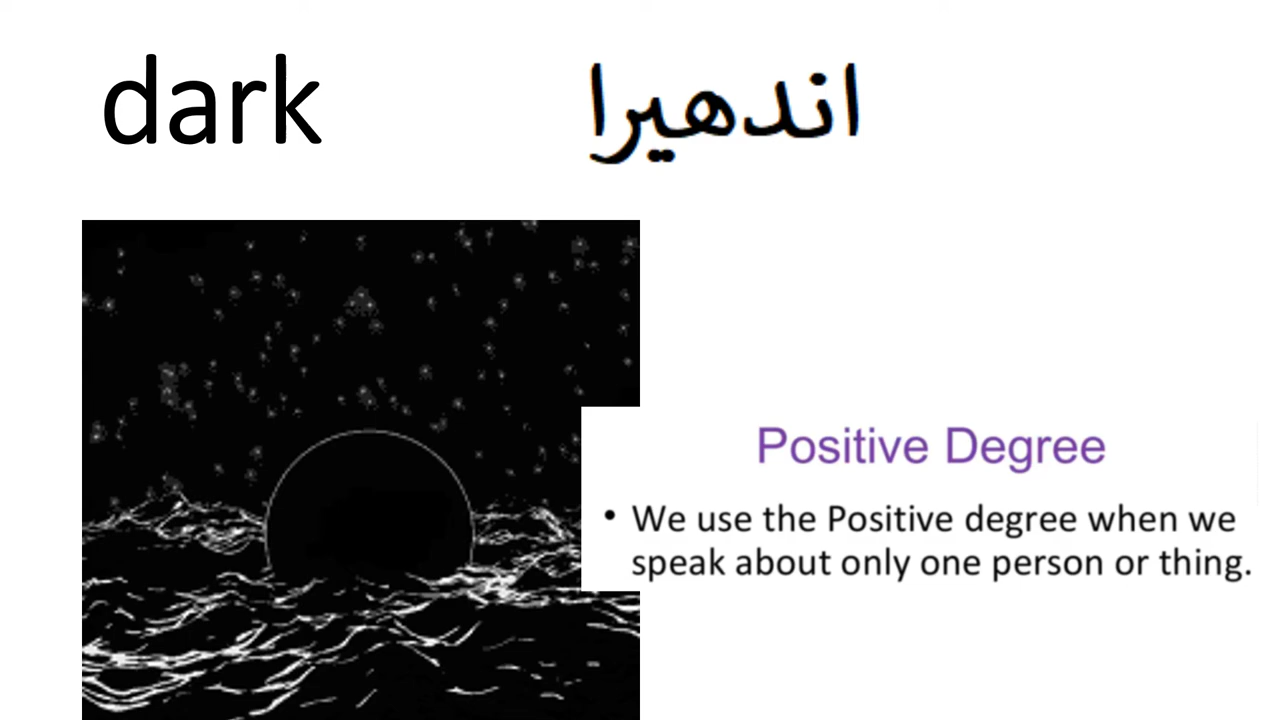 dark
اندھیرا
Positive Degree
• We use the Positive degree when we
speak about only one person or thing.